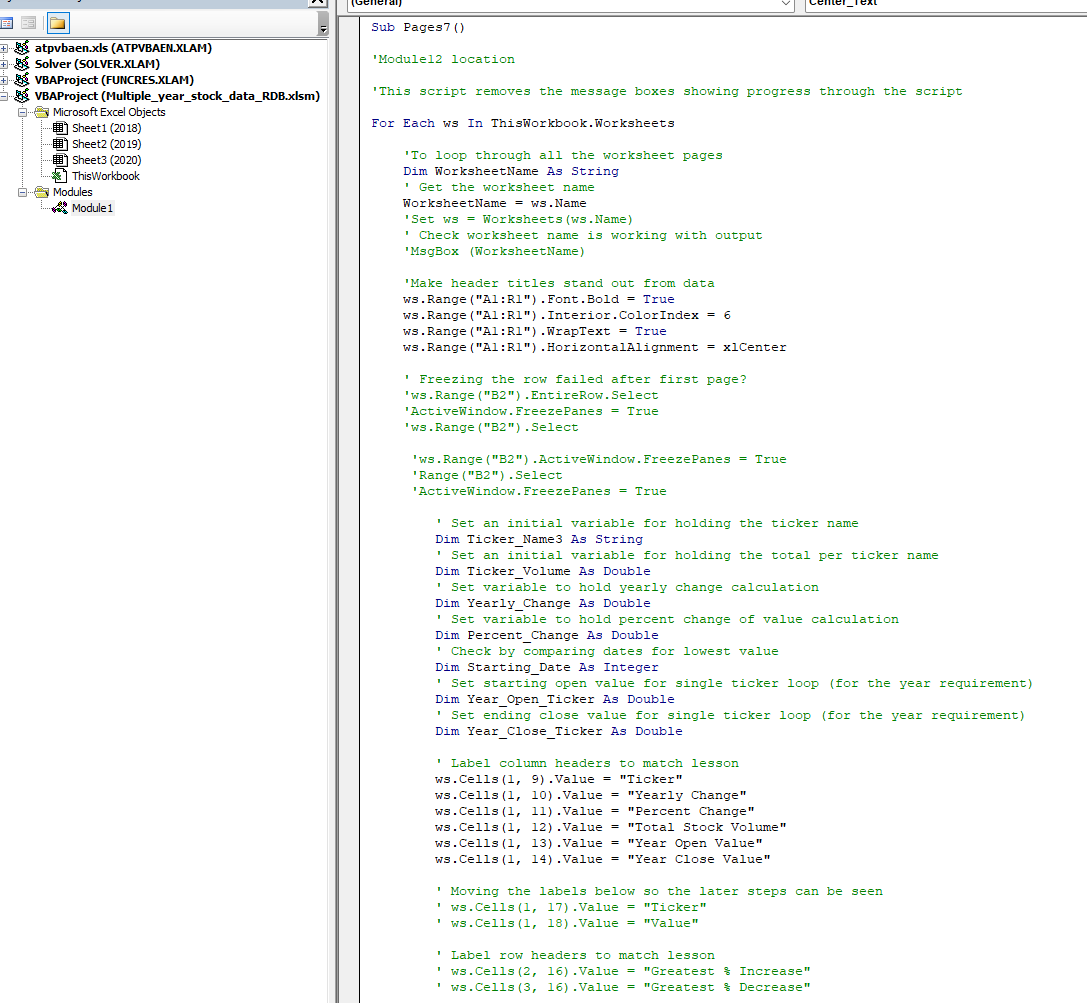 (General)
Center_Text
atpvbaen.xls (ATPVBAEN.XLAM)
Solver (SOLVER.XLAM)
VBAProject (FUNCRES.XLAM)
VBAProject (Multiple_year_stock_data_RDB.xlsm)
Microsoft Excel Objects
Sheet1 (2018)
Sheet2 (2019)
Sheet3 (2020)
ThisWorkbook
Modules
Module1
Sub Pages7()
'Module12 location
'This script removes the message boxes showing progress through the script
For Each ws In ThisWorkbook.Worksheets
'To loop through all the worksheet pages
Dim WorksheetName As String
' Get the worksheet name
WorksheetName = ws.Name
'Set ws = Worksheets(ws.Name)
' Check worksheet name is working with output
'MsgBox (WorksheetName)
'Make header titles stand out from data
ws.Range("A1:R1").Font.Bold = True
ws.Range("A1:R1").Interior.ColorIndex = 6
ws.Range("A1:R1").WrapText = True
ws.Range("A1:R1").HorizontalAlignment = xlCenter
' Freezing the row failed after first page?
'ws.Range("B2").EntireRow.Select
'ActiveWindow.FreezePanes = True
'ws.Range("B2").Select
'ws.Range("B2").ActiveWindow.FreezePanes = True
'Range("B2").Select
'ActiveWindow.FreezePanes = True
' Set an initial variable for holding the ticker name
Dim Ticker_Name3 As String
' Set an initial variable for holding the total per ticker name
Dim Ticker_Volume As Double
' Set variable to hold yearly change calculation
Dim Yearly_Change As Double
' Set variable to hold percent change of value calculation
Dim Percent_Change As Double
' Check by comparing dates for lowest value
Dim Starting_Date As Integer
' Set starting open value for single ticker loop (for the year requirement)
Dim Year_Open_Ticker As Double
' Set ending close value for single ticker loop (for the year requirement)
Dim Year_Close_Ticker As Double
' Label column headers to match lesson
ws.Cells(1, 9).Value = "Ticker"
ws.Cells(1, 10).Value = "Yearly Change"
ws.Cells(1, 11).Value = "Percent Change"
ws.Cells(1, 12).Value = "Total Stock Volume"
ws.Cells(1, 13).Value = "Year Open Value"
ws.Cells(1, 14).Value = "Year Close Value"
' Moving the labels below so the later steps can be seen
' ws.Cells(1, 17).Value = "Ticker"
' ws.Cells(1, 18).Value = "Value"
' Label row headers to match lesson
' ws.Cells(2, 16).Value = "Greatest % Increase"
' ws.Cells(3, 16).Value = "Greatest % Decrease"